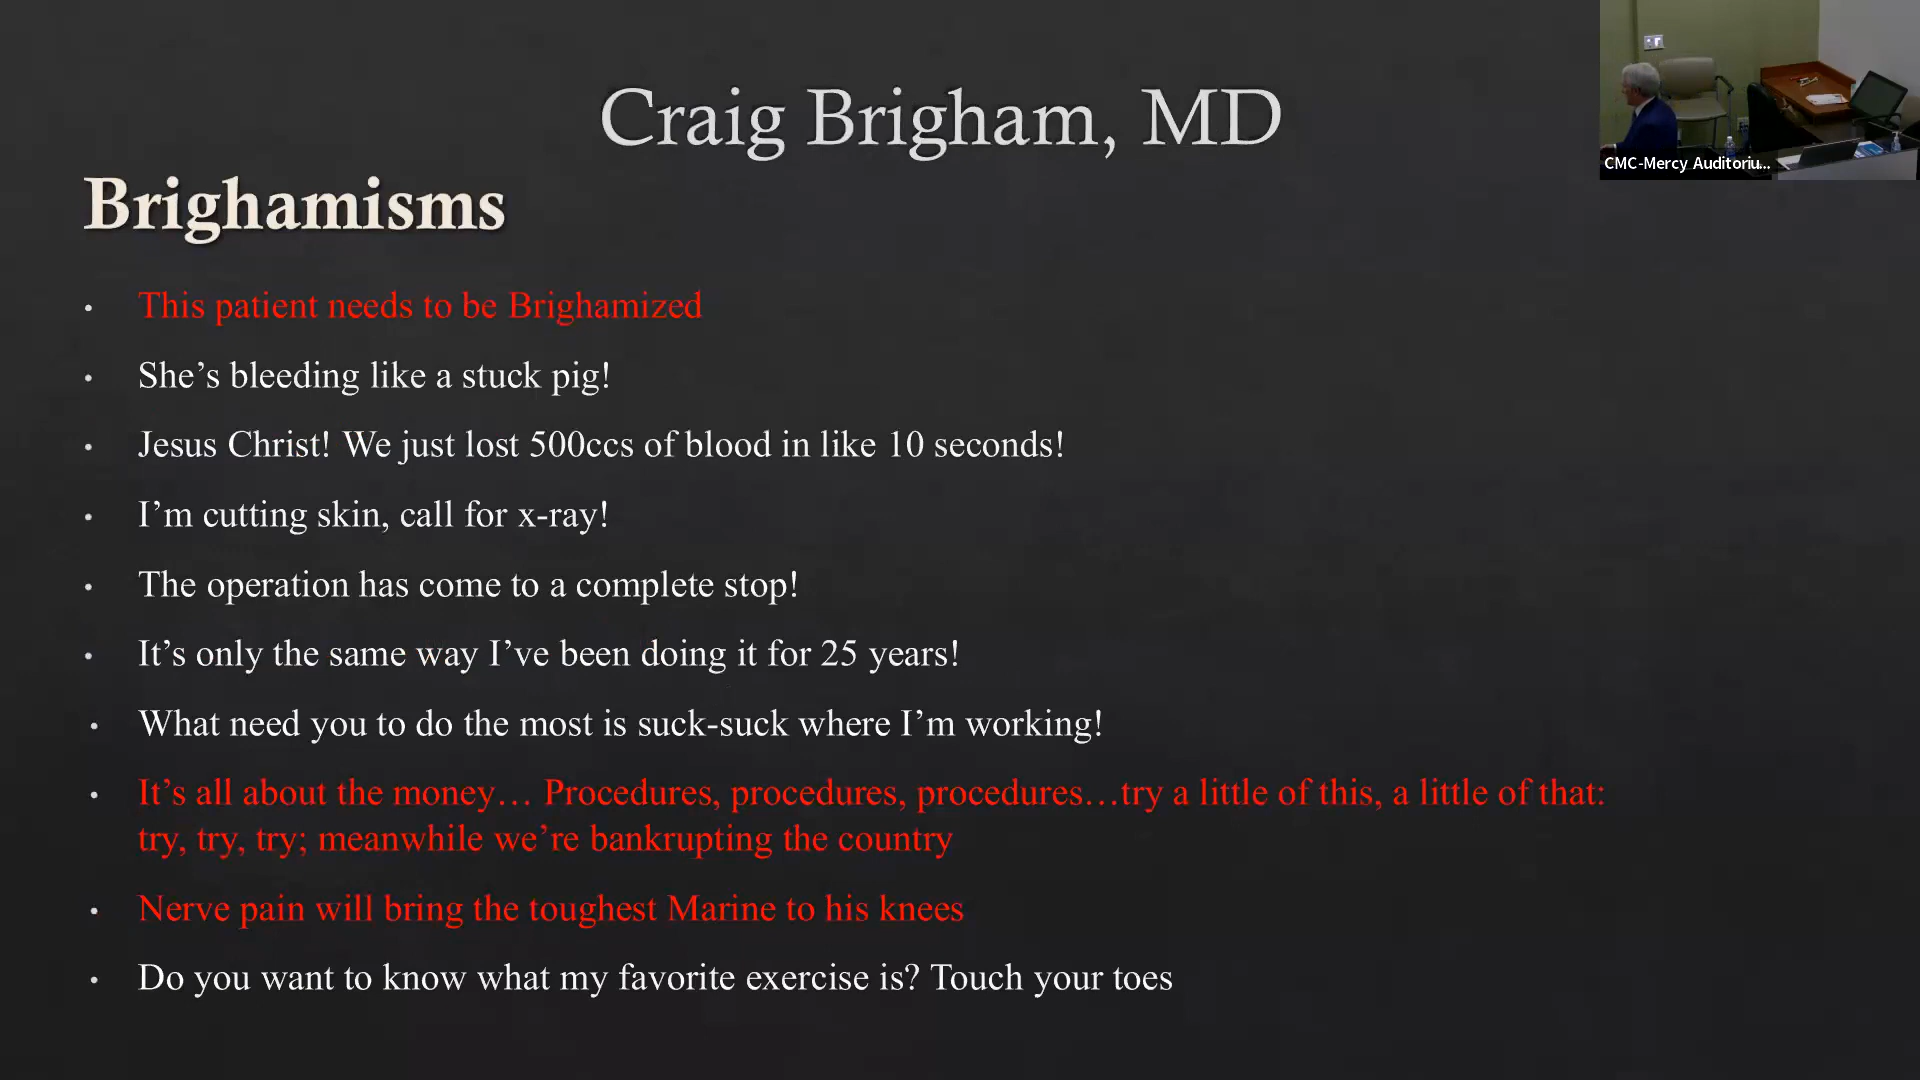 Craig Brigham, MD
CMC-Mercy Auditoriu...
Brighamisms
• This patient needs to be Brighamized
• She’s bleeding like a stuck pig!
• Jesus Christ! We just lost 500ccs of blood in like 10 seconds!
• I’m cutting skin, call for x-ray!
• The operation has come to a complete stop!
• It’s only the same way I’ve been doing it for 25 years!
• What need you to do the most is suck-suck where I’m working!
• It’s all about the money… Procedures, procedures, procedures…try a little of this, a little of that:
try, try, try; meanwhile we’re bankrupting the country
• Nerve pain will bring the toughest Marine to his knees
• Do you want to know what my favorite exercise is? Touch your toes